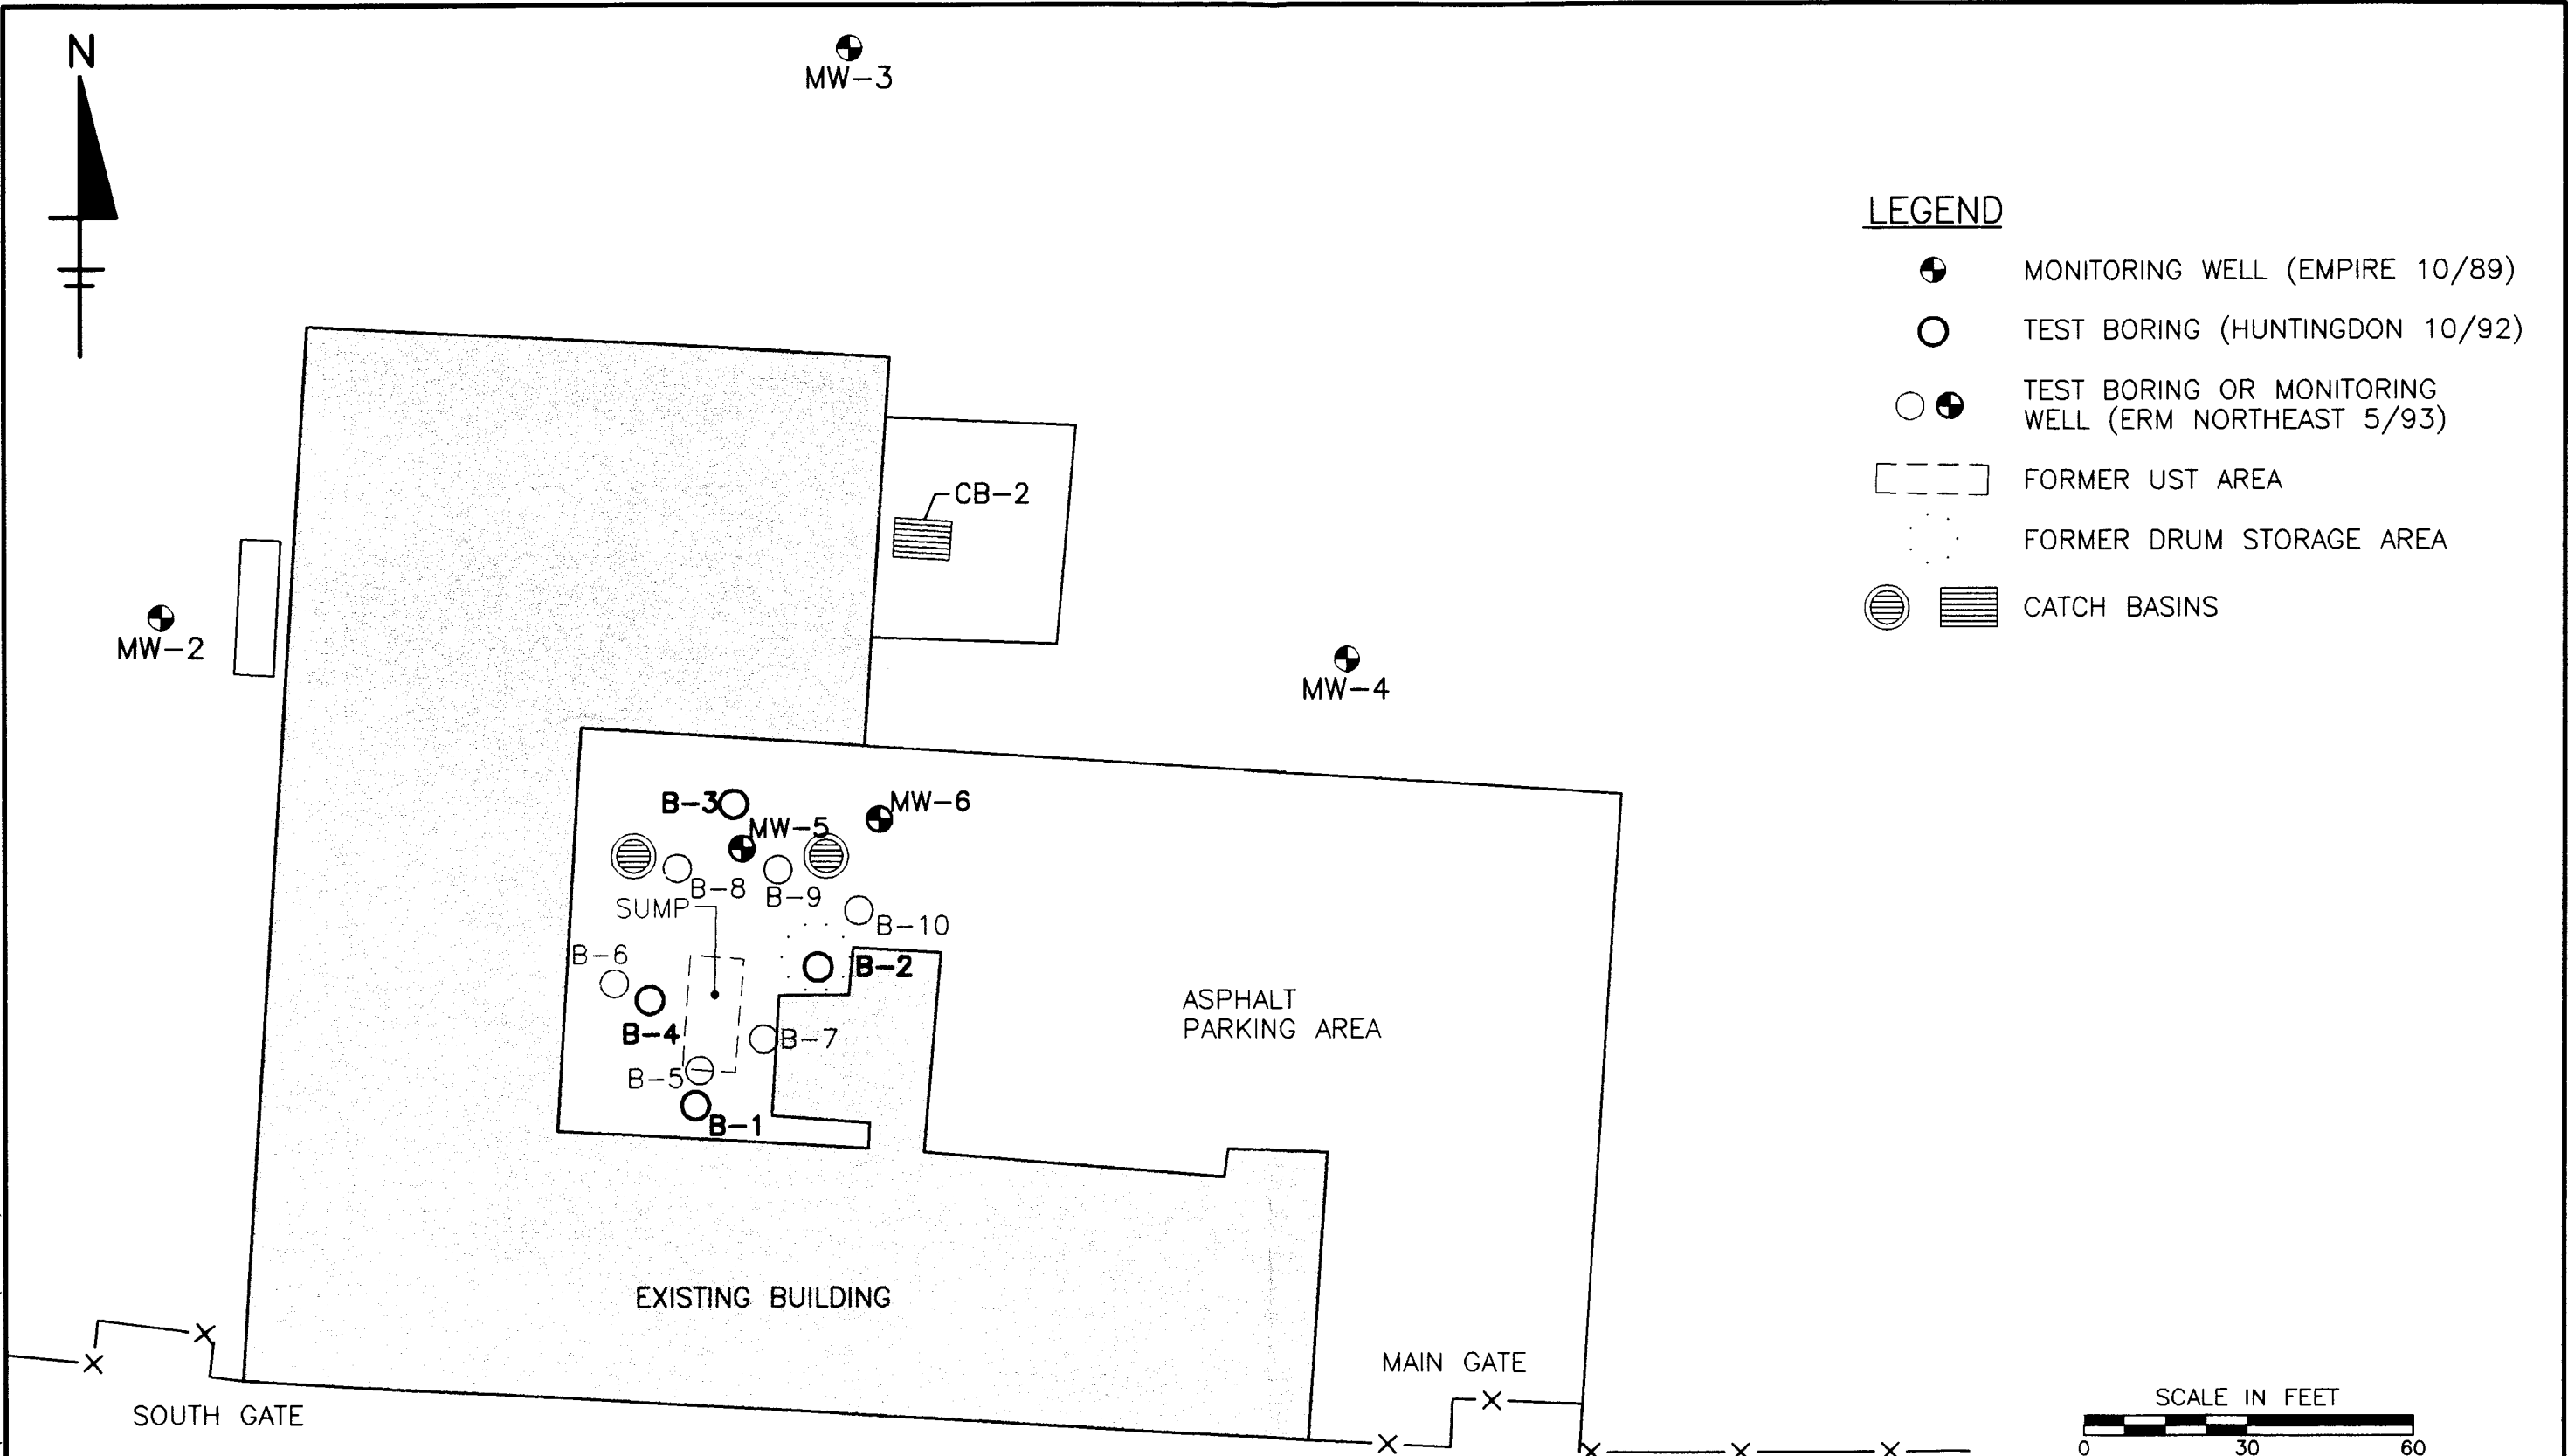 N
MW-3
LEGEND
MONITORING WELL (EMPIRE 10/89)
TEST BORING (HUNTINGDON 10/92)
TEST BORING OR MONITORING
WELL (ERM NORTHEAST 5/93)
FORMER UST AREA
FORMER DRUM STORAGE AREA
CATCH BASINS
CB-2
MW-2
MW-4
B-3
MW-6
MW-5
B-8
B-9
SUMP
B-10
B-6
B-2
B-4
B-7
B-5
B-1
ASPHALT
PARKING AREA
EXISTING BUILDING
MAIN GATE
SOUTH GATE
SCALE IN FEET
0 30 60